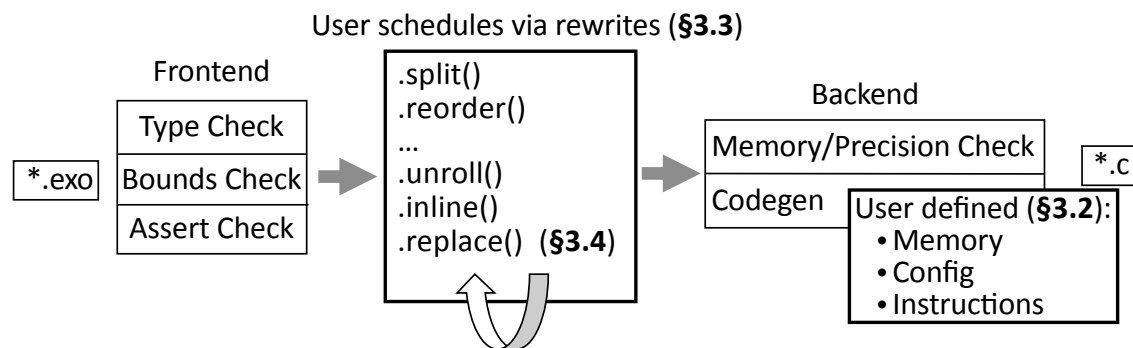 User schedules via rewrites (§3.3)
Frontend
*.exo
Type Check
Bounds Check
Assert Check
.split()
.reorder()
...
.unroll()
.inline()
.replace() (§3.4)
Backend
Memory/Precision Check
Codegen
User defined (§3.2):
• Memory
• Config
• Instructions
*.c